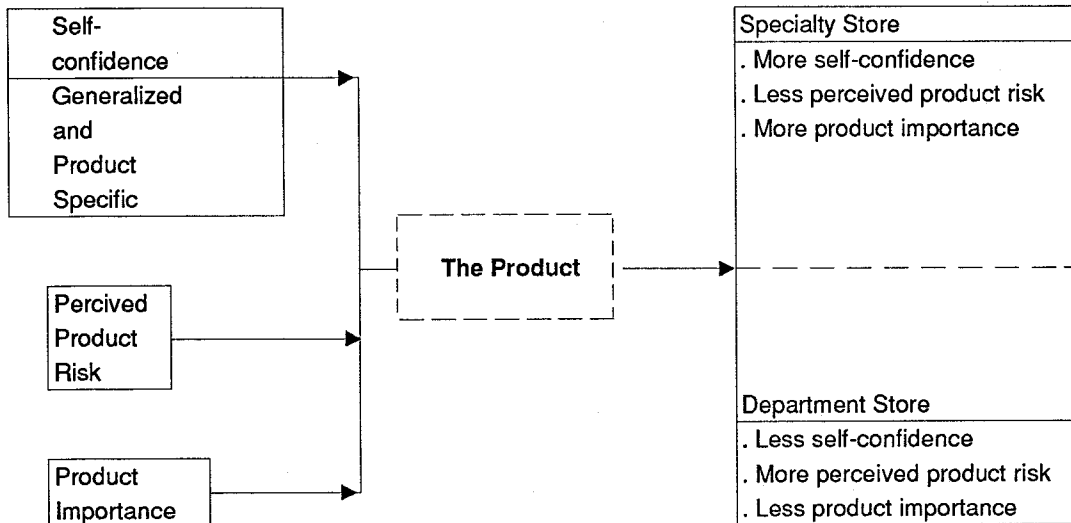 Self-
confidence
Generalized
and
Product
Specific
Percived
Product
Risk
Product
Importance
The Product
Specialty Store
. More self-confidence
. Less perceived product risk
. More product importance
Department Store
. Less self-confidence
. More perceived product risk
. Less product importance